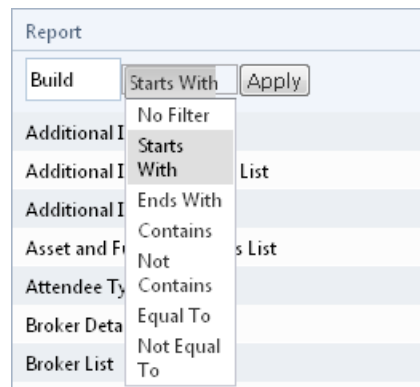 Report
Build Starts With Apply
No Filter
Additional I
Starts
With
Additional I List
Ends With
Additional I
Contains
Asset and F s List
Not
Contains
Attendee Ty
Equal To
Broker Deta
Not Equal
To
Broker List